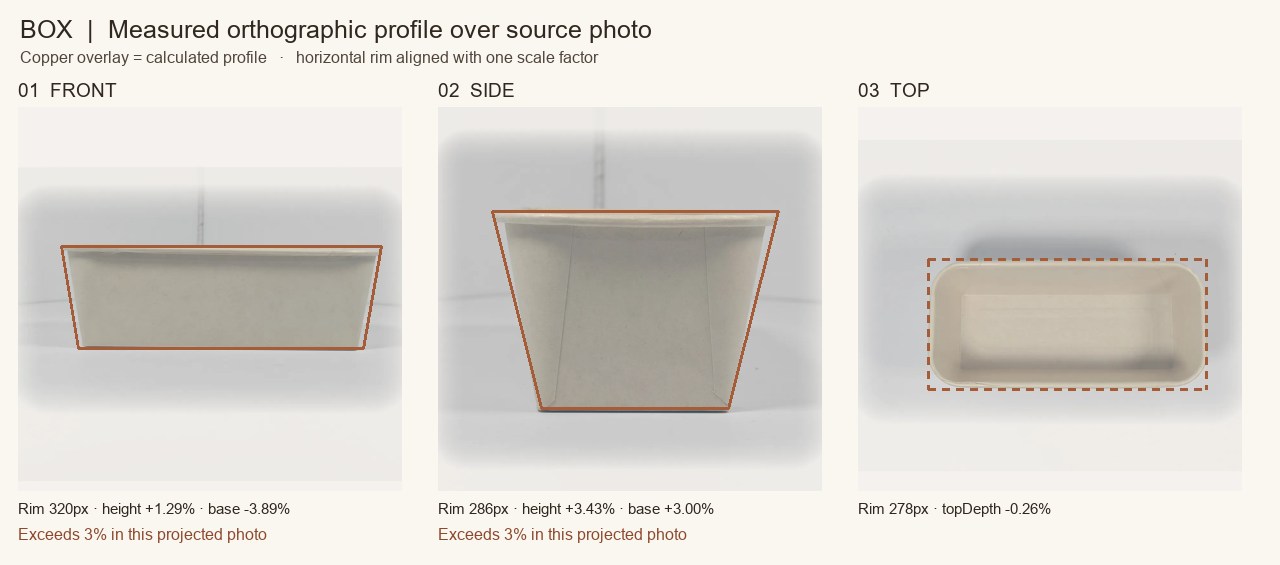 BOX | Measured orthographic profile over source photo
Copper overlay = calculated profile · horizontal rim aligned with one scale factor
01 FRONT
02 SIDE
03 TOP
Rim 320px · height +1.29% · base -3.89%
Exceeds 3% in this projected photo
Rim 286px · height +3.43% · base +3.00%
Exceeds 3% in this projected photo
Rim 278px · topDepth -0.26%